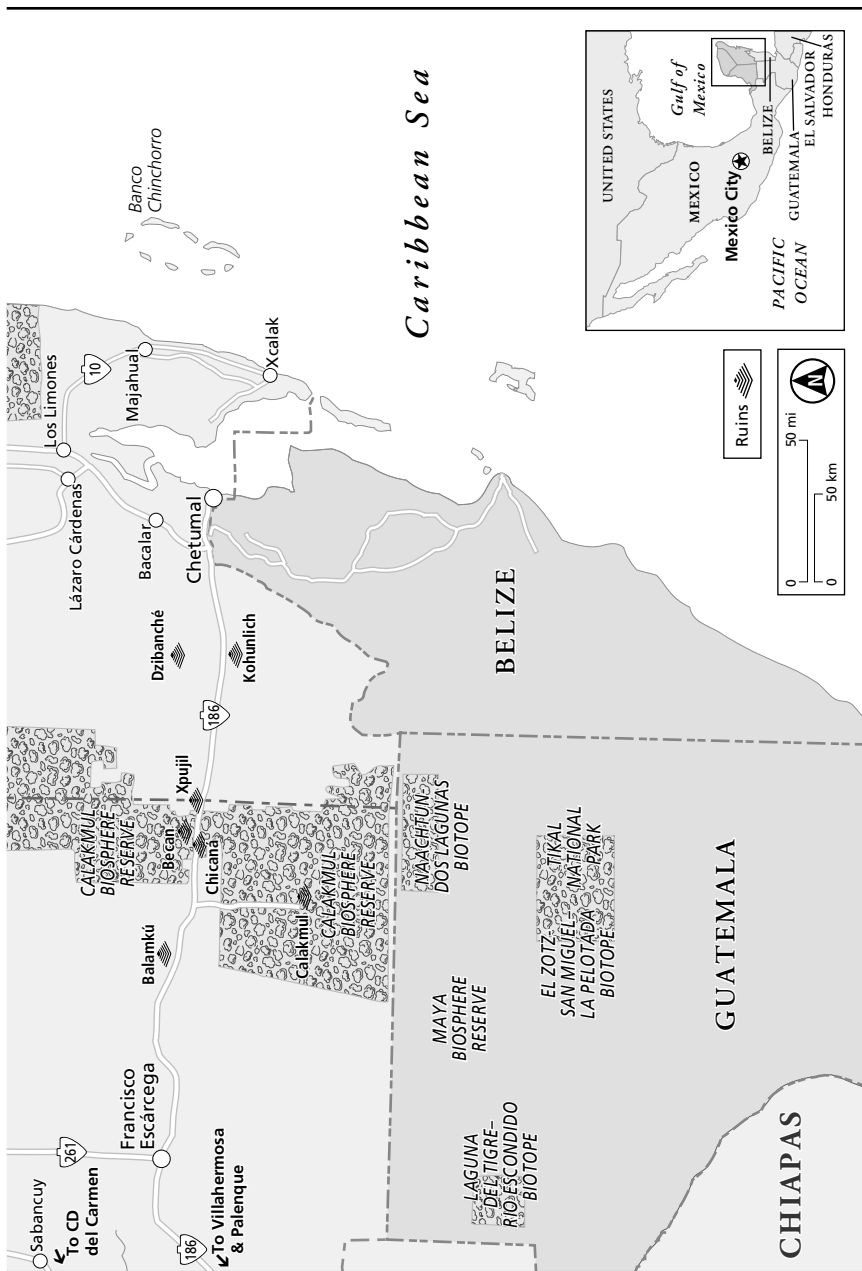 Sabancuy
To CD
del Carmen
261
Francisco
Escárcega
186
To Villahermosa
& Palenque
Balamkú
CALAKMUL
BIOSPHERE
RESERVE
Becan
Chicana
Xpujil
Calakmul
CALAKMUL
BIOSPHERE
RESERVE
186
Dzibanché
Kohunlich
Lázaro Cárdenas
Los Limones
Bacalar
Chetumal
10
Majahual
Xcalak
Banco
Chinchorro
Caribbean Sea
BELIZE
NAACHTUN-
DOS LAGUNAS
BIOTOPE
MAYA
BIOSPHERE
RESERVE
EL ZOTZ-
SAN MIGUEL-
LA PELOTADA
BIOTOPE
TIKAL
NATIONAL
PARK
LAGUNA
DEL TIGRE–
RIO ESCONDIDO
BIOTOPE
GUATEMALA
CHIAPAS
Ruins
0 50 mi
0 50 km
N
UNITED STATES
Gulf of
Mexico
MEXICO
Mexico City
PACIFIC
OCEAN
BELIZE
GUATEMALA
EL SALVADOR
HONDURAS